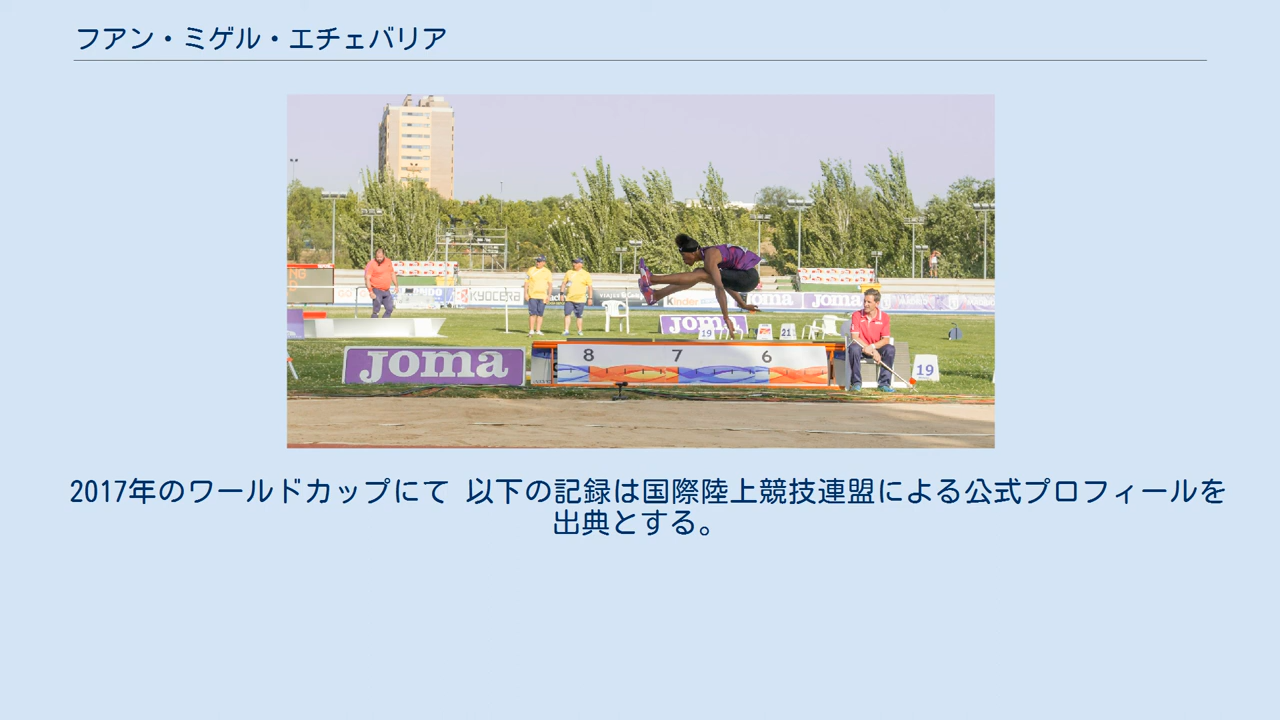 フアン・ミゲル・エチェバリア
KYOCERA
Kinder
Joma
Joma
Joma
19
21
8 7 6
Joma
19
2017年のワールドカップにて 以下の記録は国際陸上競技連盟による公式プロフィールを
出典とする。